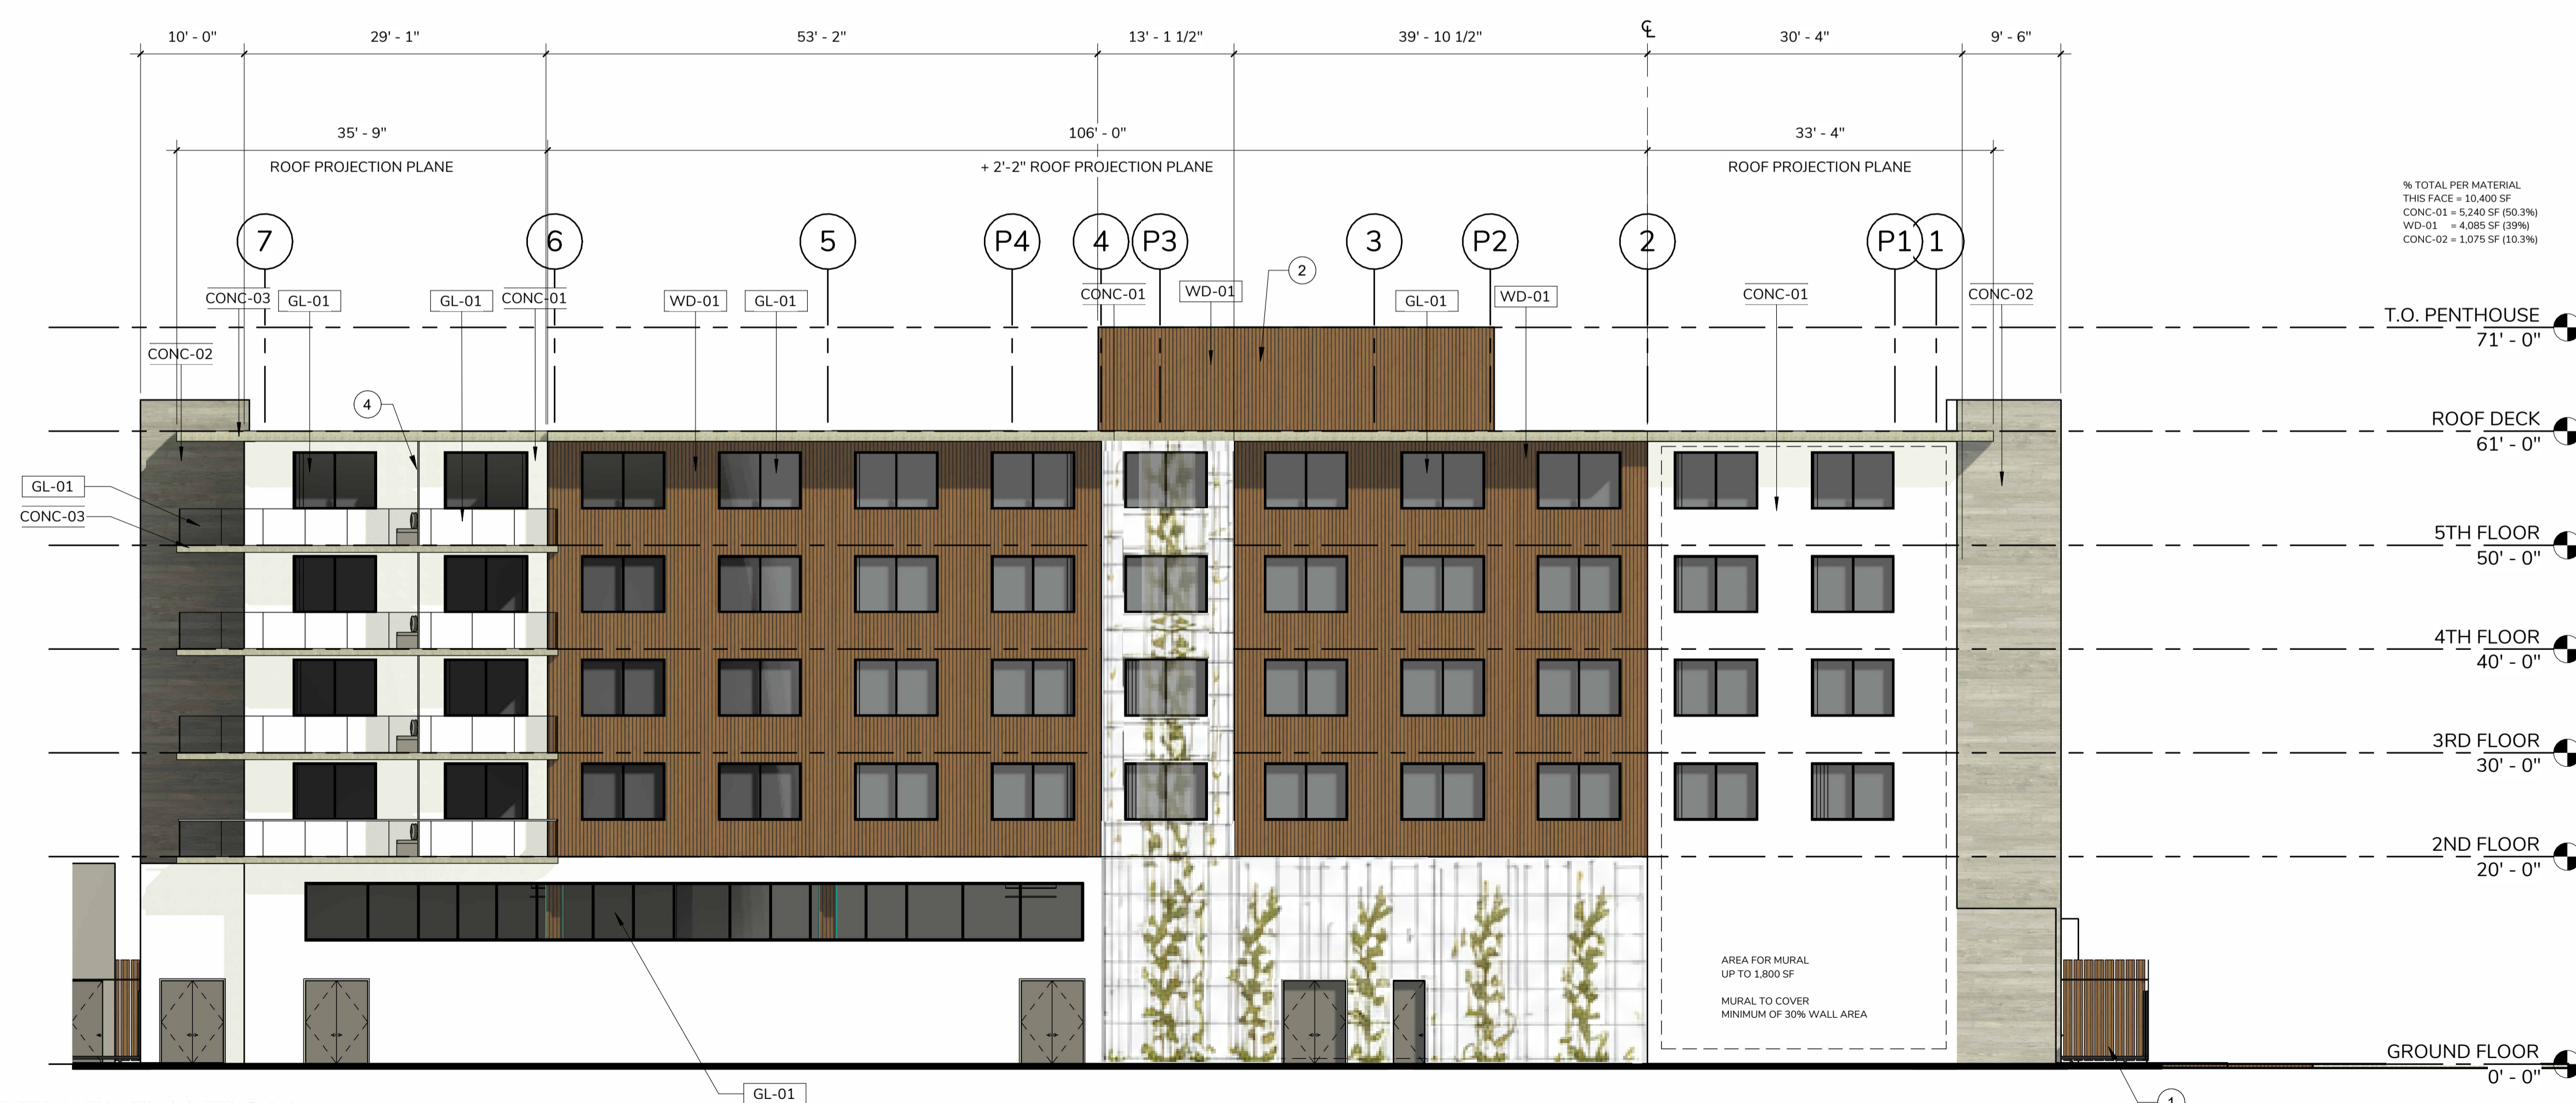 ℄
10' - 0"
29' - 1"
53' - 2"
13' - 1 1/2"
39' - 10 1/2"
30' - 4"
9' - 6"
35' - 9"
106' - 0"
33' - 4"
ROOF PROJECTION PLANE
+ 2'-2" ROOF PROJECTION PLANE
ROOF PROJECTION PLANE
% TOTAL PER MATERIAL
THIS FACE = 10,400 SF
CONC-01 = 5,240 SF (50.3%)
WD-01 = 4,085 SF (39%)
CONC-02 = 1,075 SF (10.3%)
7
6
5
P4
4
P3
3
P2
2
P1
1
2
CONC-03
GL-01
GL-01
CONC-01
WD-01
GL-01
CONC-01
WD-01
GL-01
WD-01
CONC-01
CONC-02
T.O. PENTHOUSE
71' - 0"
CONC-02
4
ROOF DECK
61' - 0"
GL-01
CONC-03
5TH FLOOR
50' - 0"
4TH FLOOR
40' - 0"
3RD FLOOR
30' - 0"
2ND FLOOR
20' - 0"
AREA FOR MURAL
UP TO 1,800 SF
MURAL TO COVER
MINIMUM OF 30% WALL AREA
GROUND FLOOR
0' - 0"
GL-01
1